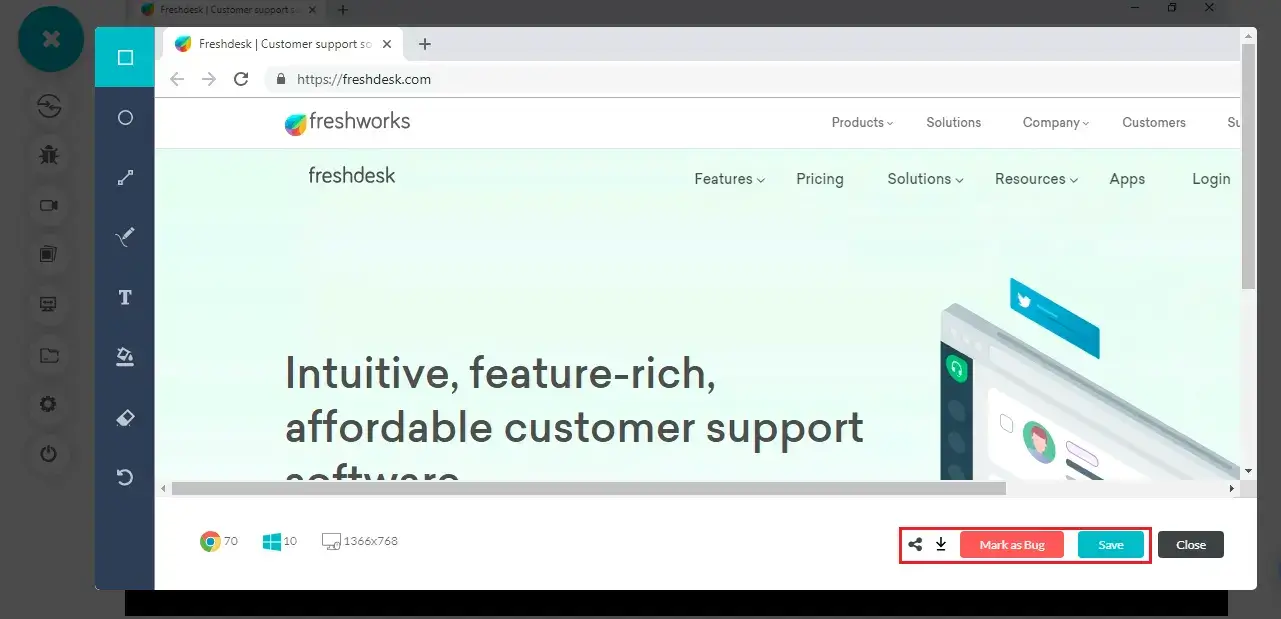 Freshdesk | Customer support s
Freshdesk | Customer support so
https://freshdesk.com
freshworks
Products Solutions Company Customers Su
freshdesk
Features Pricing Solutions Resources Apps Login
Intuitive, feature-rich,
affordable customer support
software
T
70 10 1366x768
Mark as Bug Save Close